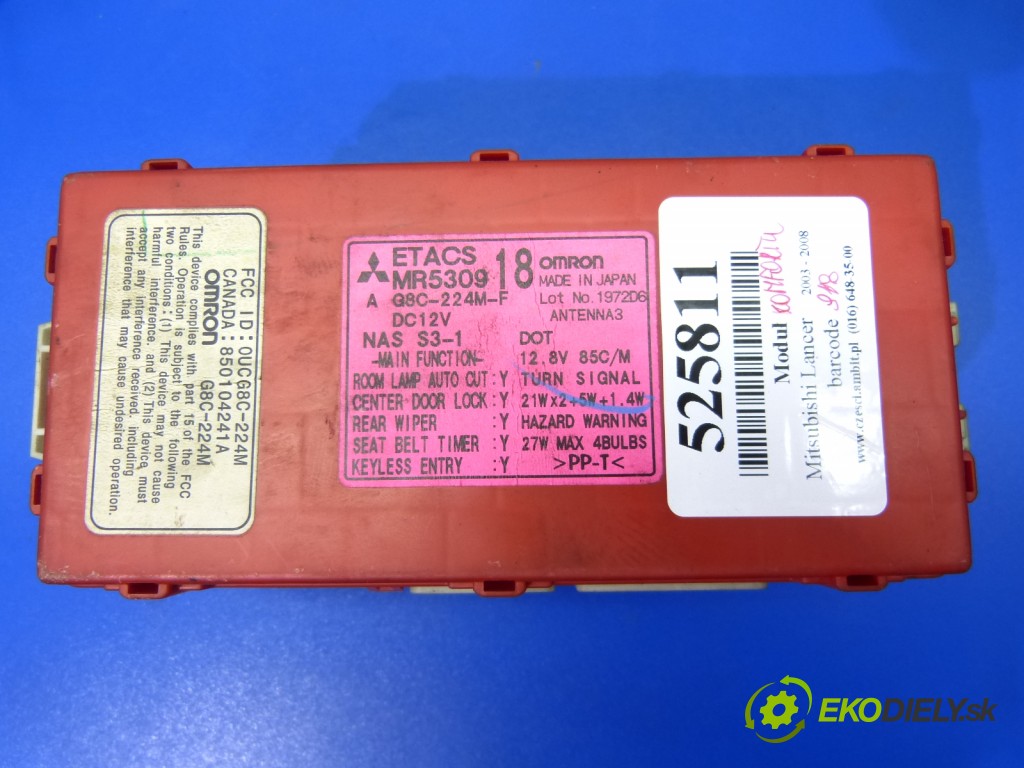 FCC ID : OUCG8C-224M
CANADA : 850104241A
OMRON G8C-224M
This device complies with part 15 of the FCC
Rules. Operation is subject to the following
two conditions : (1) This device may not cause
harmful interference, and (2) This device must
accept any interference received, including
interference that may cause undesired operation.
ETACS
MR530918
A G8C-224M-F
DC12V
NAS S3-1
-MAIN FUNCTION-
ROOM LAMP AUTO CUT : Y
CENTER DOOR LOCK : Y
REAR WIPER : Y
SEAT BELT TIMER : Y
KEYLESS ENTRY : Y
OMRON
MADE IN JAPAN
Lot No. 1972D6
ANTENNA3
DOT
12.8V 85C/M
TURN SIGNAL
21W×2+5W+1.4W
HAZARD WARNING
27W MAX 4BULBS
>PP-T<
525811
Modul KOMFORTU
Mitsubishi Lancer 2003 - 2008
barcode
www.czesci.tumblt.pl (016) 648 35 00
EKODIELY.sk